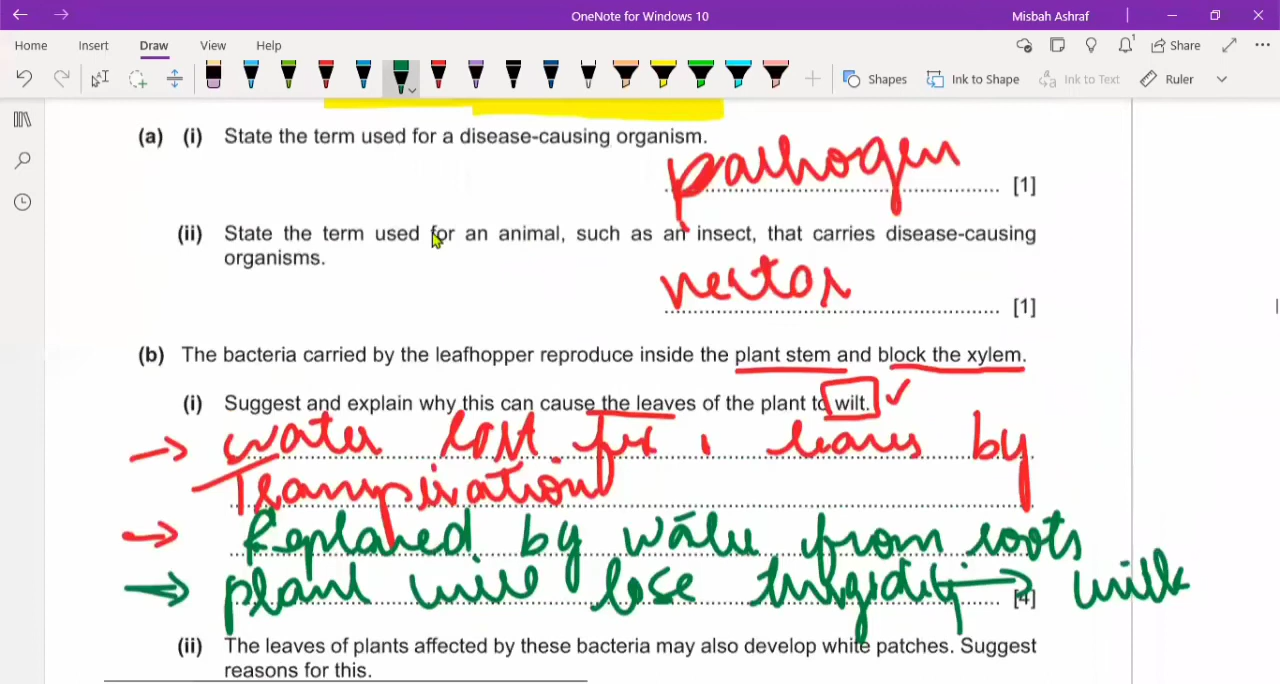 OneNote for Windows 10
Misbah Ashraf
Home Insert Draw View Help
Share
Shapes Ink to Shape Ink to Text Ruler
(a) (i) State the term used for a disease-causing organism.
pathogen [1]
(ii) State the term used for an animal, such as an insect, that carries disease-causing
organisms.
vector [1]
(b) The bacteria carried by the leafhopper reproduce inside the plant stem and block the xylem.
(i) Suggest and explain why this can cause the leaves of the plant to wilt.
→ water lost leaves by
Transpiration
→ Replaced by water from roots
→ plant will lose turgidity → wilt
[4]
(ii) The leaves of plants affected by these bacteria may also develop white patches. Suggest
reasons for this.